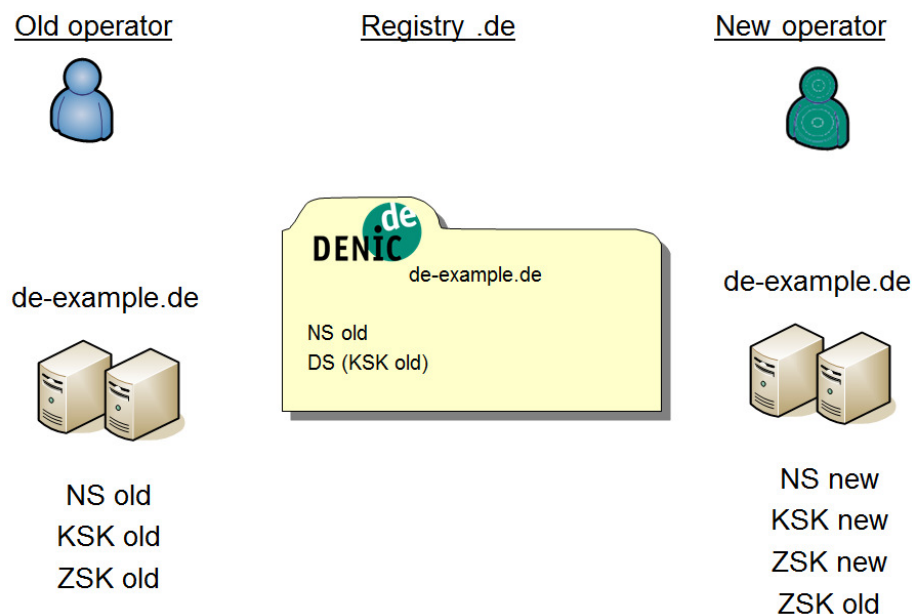 Old operator
Registry .de
New operator
de
DENIC
de-example.de
NS old
DS (KSK old)
de-example.de
NS old
KSK old
ZSK old
de-example.de
NS new
KSK new
ZSK new
ZSK old